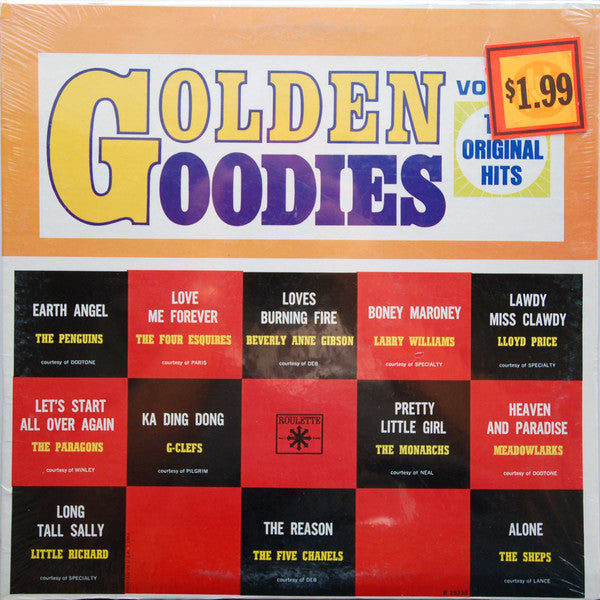 GOLDEN
GOODIES
VO
$1.99
ORIGINAL
HITS
EARTH ANGEL
THE PENGUINS
courtesy of DOOTONE
LOVE
ME FOREVER
THE FOUR ESQUIRES
courtesy of PARIS
LOVES
BURNING FIRE
BEVERLY ANNE GIBSON
courtesy of DEB
BONEY MARONEY
LARRY WILLIAMS
courtesy of SPECIALTY
LAWDY
MISS CLAWDY
LLOYD PRICE
courtesy of SPECIALTY
LET'S START
ALL OVER AGAIN
THE PARAGONS
courtesy of WINLEY
KA DING DONG
G-CLEFS
courtesy of PILGRIM
ROULETTE
PRETTY
LITTLE GIRL
THE MONARCHS
courtesy of NEAL
HEAVEN
AND PARADISE
MEADOWLARKS
courtesy of DOOTONE
LONG
TALL SALLY
LITTLE RICHARD
courtesy of SPECIALTY
THE REASON
THE FIVE CHANELS
courtesy of DEB
ALONE
THE SHEPS
courtesy of LANCE